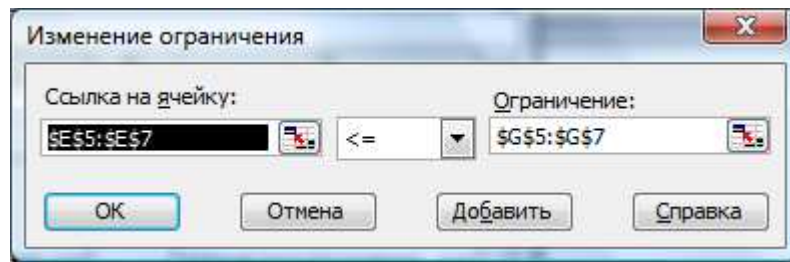 Изменение ограничения
Ссылка на ячейку:
Ограничение:
$E$5:$E$7
<=
$G$5:$G$7
ОК
Отмена
Добавить
Справка